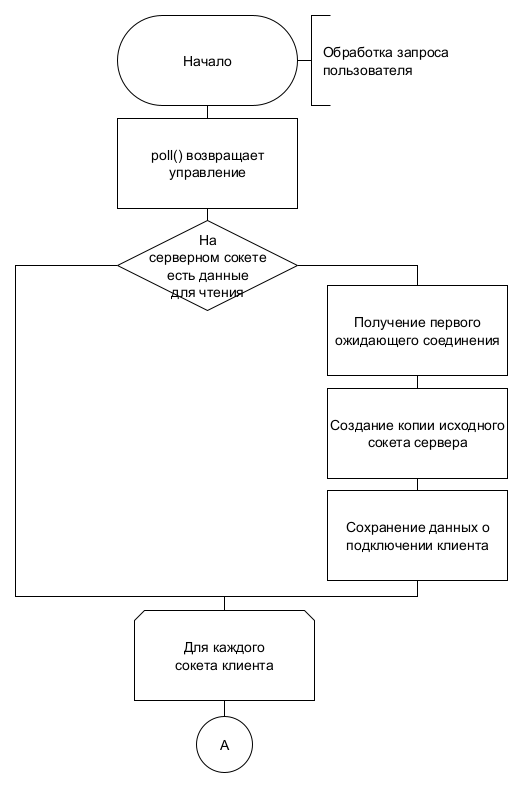 Начало
Обработка запроса
пользователя
poll() возвращает
управление
На
серверном сокете
есть данные
для чтения
Получение первого
ожидающего соединения
Создание копии исходного
сокета сервера
Сохранение данных о
подключении клиента
Для каждого
сокета клиента
А